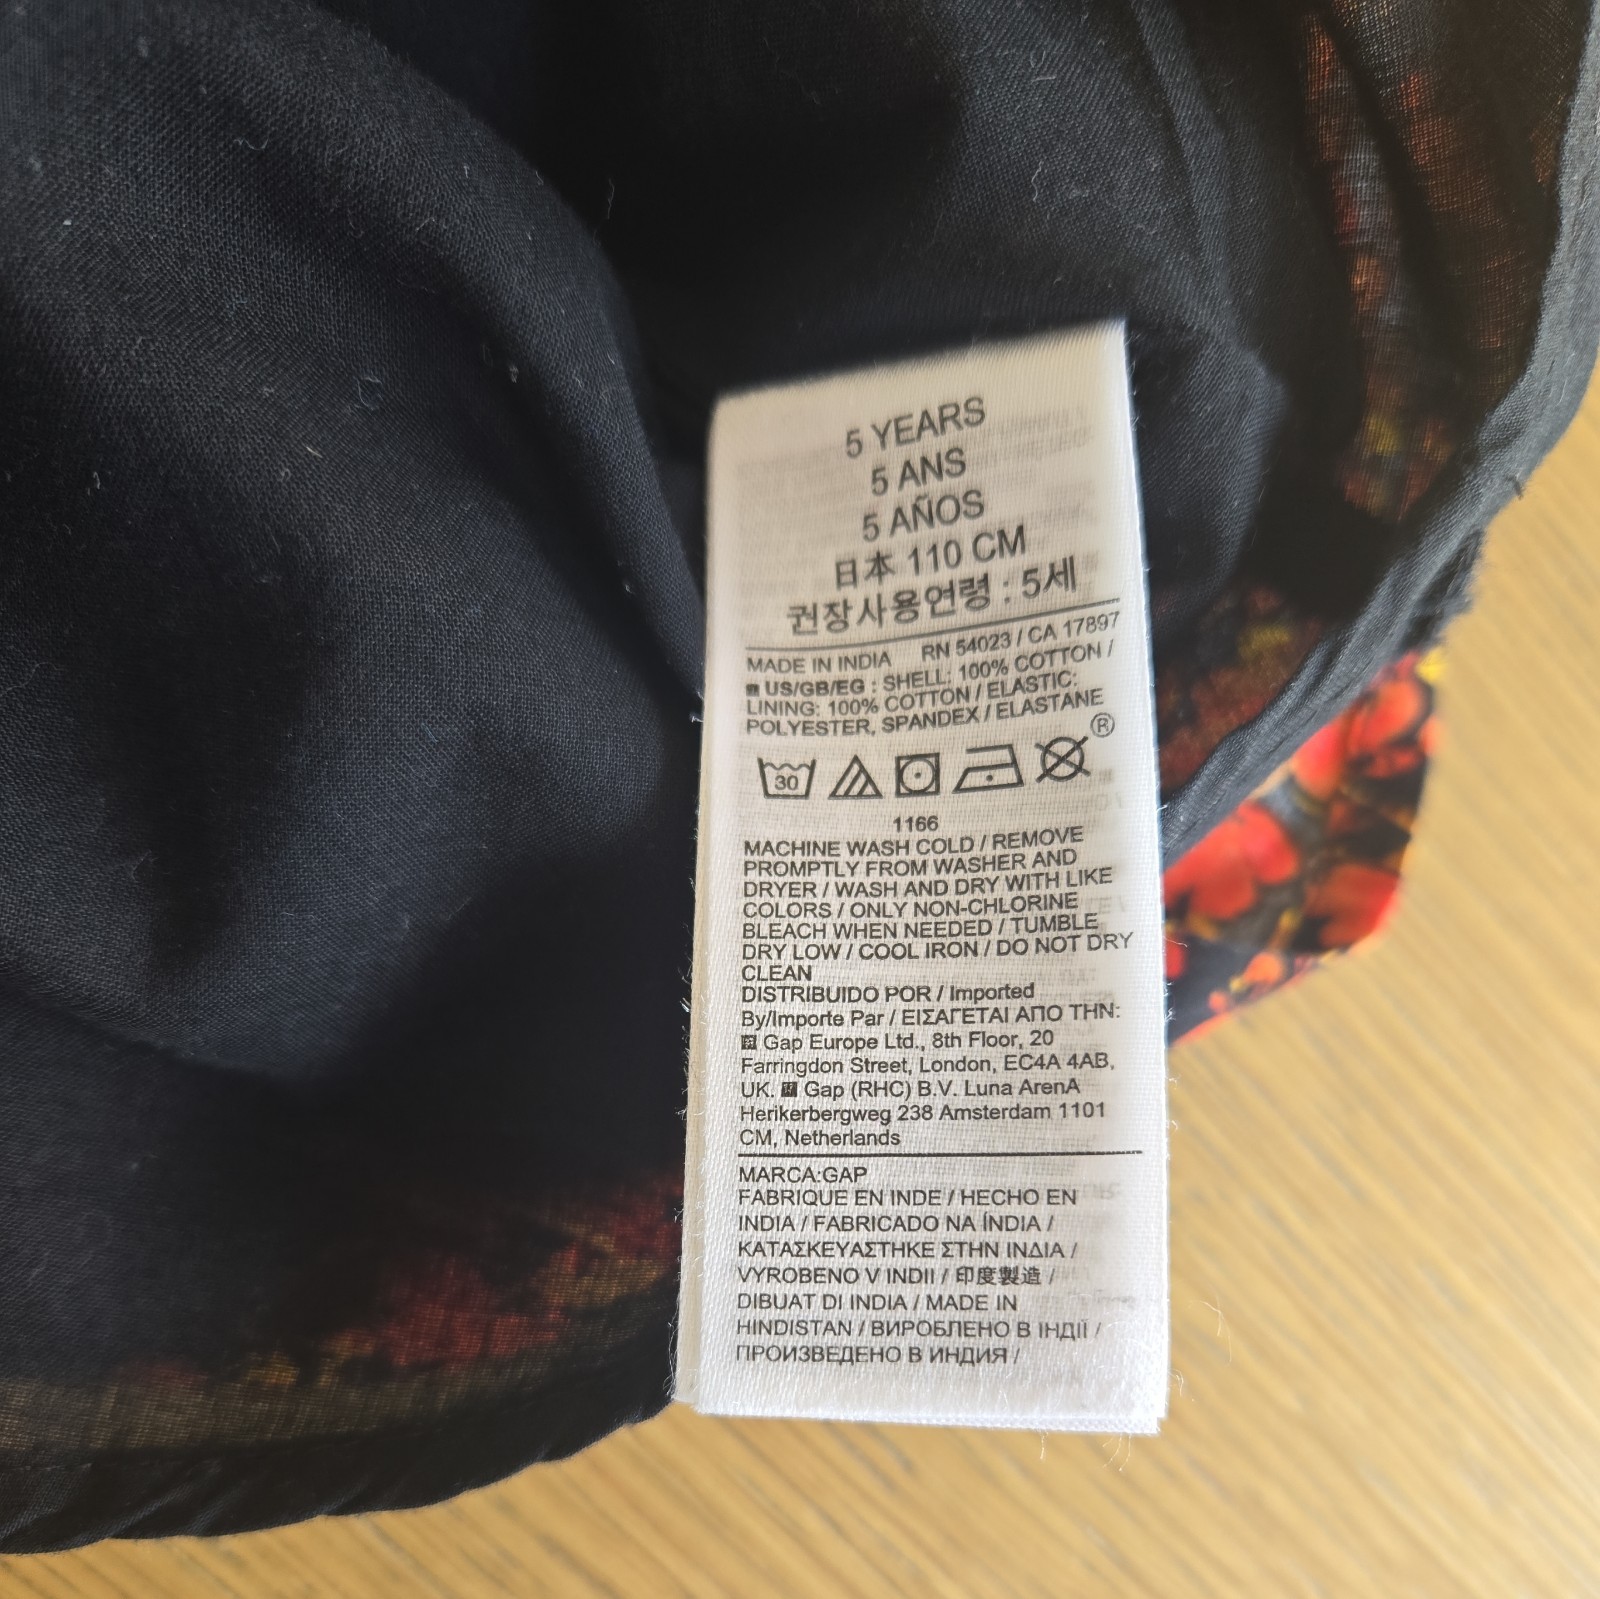 5 YEARS
5 ANS
5 AÑOS
日本 110 CM
권장사용연령 : 5세
MADE IN INDIA RN 54023 / CA 17897
US/GB/EG : SHELL: 100% COTTON /
LINING: 100% COTTON / ELASTIC:
POLYESTER, SPANDEX / ELASTANE
®
30
1166
MACHINE WASH COLD / REMOVE
PROMPTLY FROM WASHER AND
DRYER / WASH AND DRY WITH LIKE
COLORS / ONLY NON-CHLORINE
BLEACH WHEN NEEDED / TUMBLE
DRY LOW / COOL IRON / DO NOT DRY
CLEAN
DISTRIBUIDO POR / Imported
By/Importe Par / ΕΙΣΑΓΕΤΑΙ ΑΠΟ ΤΗΝ:
Gap Europe Ltd., 8th Floor, 20
Farringdon Street, London, EC4A 4AB,
UK. Gap (RHC) B.V. Luna ArenA
Herikerbergweg 238 Amsterdam 1101
CM, Netherlands
MARCA:GAP
FABRIQUE EN INDE / HECHO EN
INDIA / FABRICADO NA ÍNDIA /
ΚΑΤΑΣΚΕΥΑΣΤΗΚΕ ΣΤΗΝ ΙΝΔΙΑ /
VYROBENO V INDII / 印度製造 /
DIBUAT DI INDIA / MADE IN
HINDISTAN / ВИРОБЛЕНО В ІНДІЇ /
ПРОИЗВЕДЕНО В ИНДИЯ /